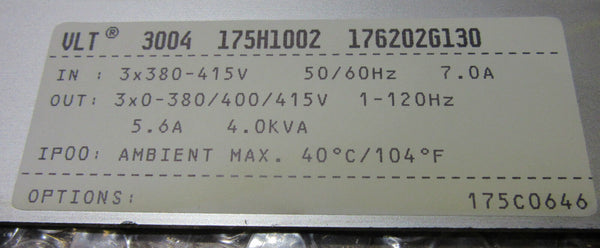 VLT® 3004 175H1002 176202G130
IN : 3x380-415V 50/60Hz 7.0A
OUT: 3x0-380/400/415V 1-120Hz
5.6A 4.0KVA
IP00: AMBIENT MAX. 40°C/104°F
OPTIONS: 175C0646